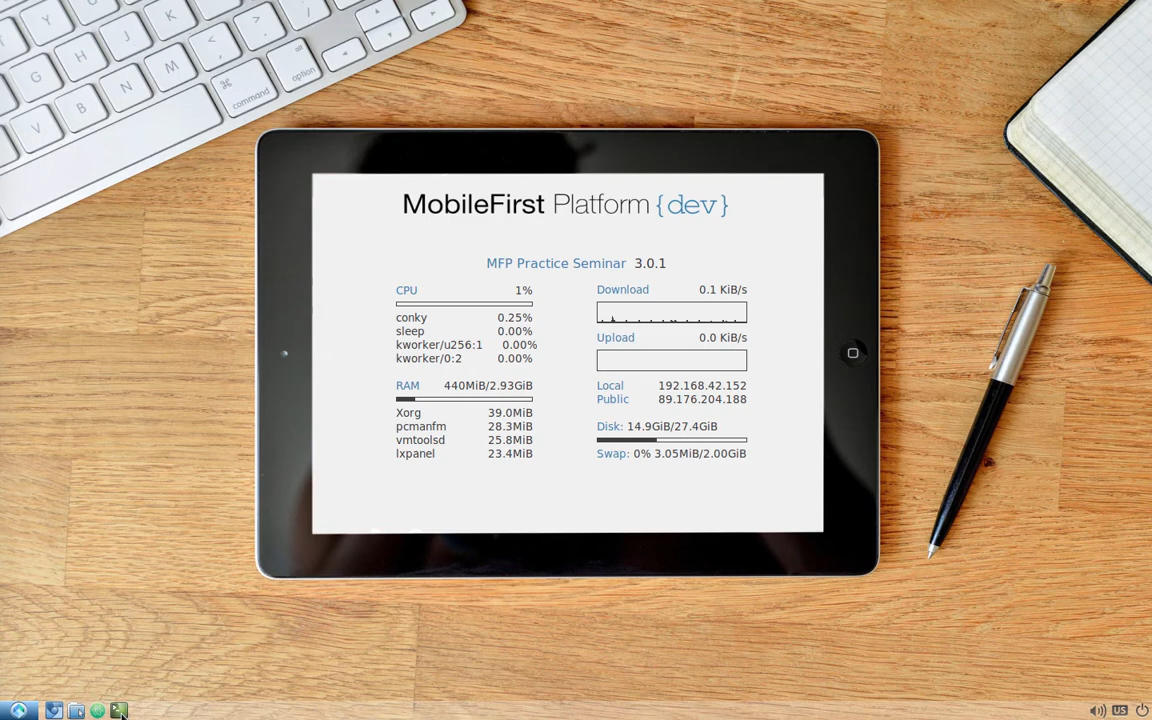 Y
U
I
>
.
?
/
G
H
J
K
<
,
V
B
N
M
⌘
command
alt
option
MobileFirst Platform {dev}
MFP Practice Seminar 3.0.1
CPU 1%
conky 0.25%
sleep 0.00%
kworker/u256:1 0.00%
kworker/0:2 0.00%
RAM 440MiB/2.93GiB
Xorg 39.0MiB
pcmanfm 28.3MiB
vmtoolsd 25.8MiB
lxpanel 23.4MiB
Download 0.1 KiB/s
Upload 0.0 KiB/s
Local 192.168.42.152
Public 89.176.204.188
Disk: 14.9GiB/27.4GiB
Swap: 0% 3.05MiB/2.00GiB
US